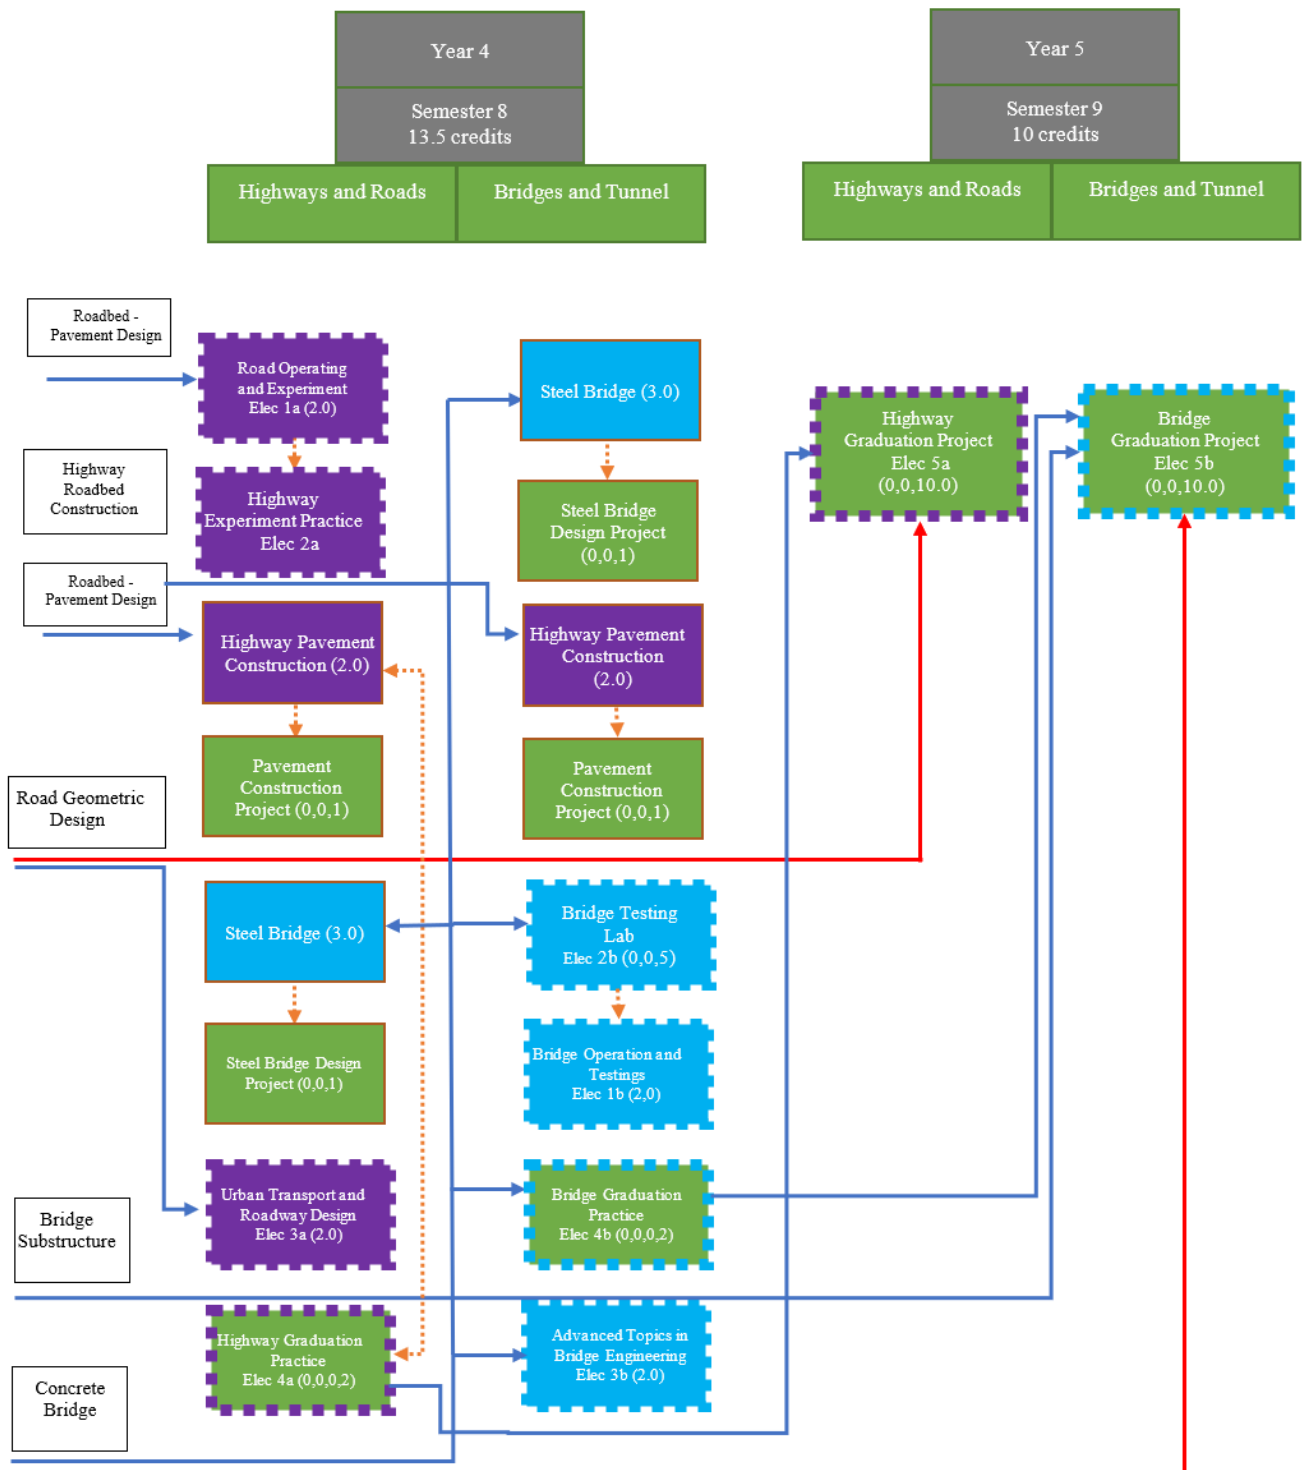 Year 4
Semester 8
13.5 credits
Highways and Roads
Bridges and Tunnel
Year 5
Semester 9
10 credits
Highways and Roads
Bridges and Tunnel
Roadbed -
Pavement Design
Road Operating
and Experiment
Elec 1a (2.0)
Steel Bridge (3.0)
Highway
Graduation Project
Elec 5a
(0,0,10.0)
Bridge
Graduation Project
Elec 5b
(0,0,10.0)
Highway
Roadbed
Construction
Highway
Experiment Practice
Elec 2a
Steel Bridge
Design Project
(0,0,1)
Roadbed -
Pavement Design
Highway Pavement
Construction (2.0)
Highway Pavement
Construction
(2.0)
Pavement
Construction
Project (0,0,1)
Pavement
Construction
Project (0,0,1)
Road Geometric
Design
Steel Bridge (3.0)
Bridge Testing
Lab
Elec 2b (0,0,5)
Steel Bridge Design
Project (0,0,1)
Bridge Operation and
Testings
Elec 1b (2,0)
Urban Transport and
Roadway Design
Elec 3a (2.0)
Bridge Graduation
Practice
Elec 4b (0,0,0,2)
Bridge
Substructure
Highway Graduation
Practice
Elec 4a (0,0,0,2)
Advanced Topics in
Bridge Engineering
Elec 3b (2.0)
Concrete
Bridge